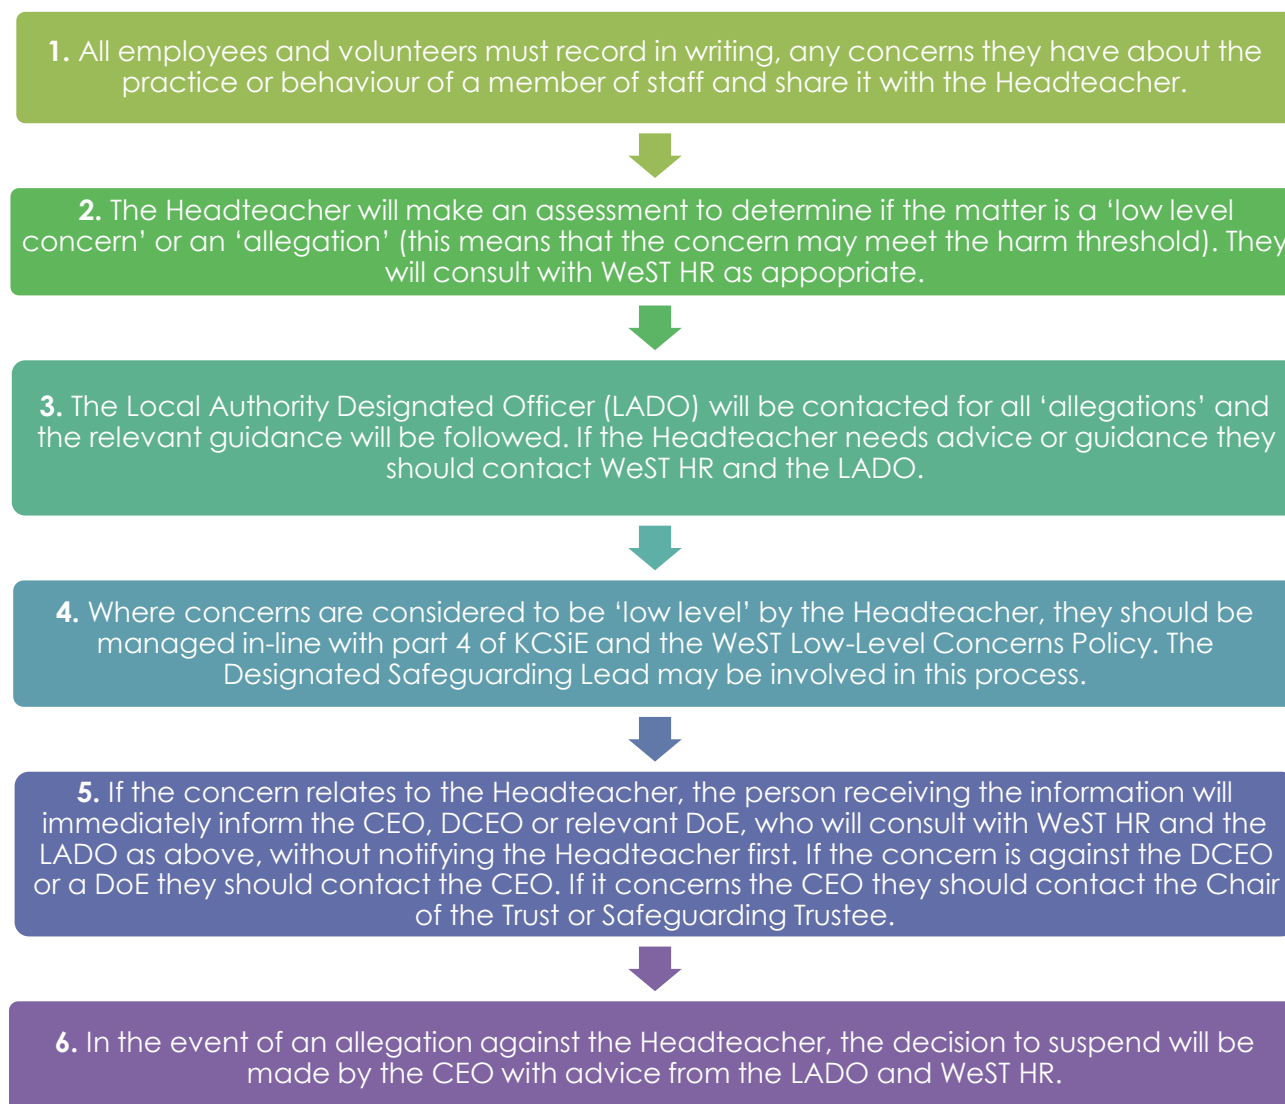 1. All employees and volunteers must record in writing, any concerns they have about the
practice or behaviour of a member of staff and share it with the Headteacher.
2. The Headteacher will make an assessment to determine if the matter is a ‘low level
concern’ or an ‘allegation’ (this means that the concern may meet the harm threshold). They
will consult with WeST HR as appopriate.
3. The Local Authority Designated Officer (LADO) will be contacted for all ‘allegations’ and
the relevant guidance will be followed. If the Headteacher needs advice or guidance they
should contact WeST HR and the LADO.
4. Where concerns are considered to be ‘low level’ by the Headteacher, they should be
managed in-line with part 4 of KCSiE and the WeST Low-Level Concerns Policy. The
Designated Safeguarding Lead may be involved in this process.
5. If the concern relates to the Headteacher, the person receiving the information will
immediately inform the CEO, DCEO or relevant DoE, who will consult with WeST HR and the
LADO as above, without notifying the Headteacher first. If the concern is against the DCEO
or a DoE they should contact the CEO. If it concerns the CEO they should contact the Chair
of the Trust or Safeguarding Trustee.
6. In the event of an allegation against the Headteacher, the decision to suspend will be
made by the CEO with advice from the LADO and WeST HR.